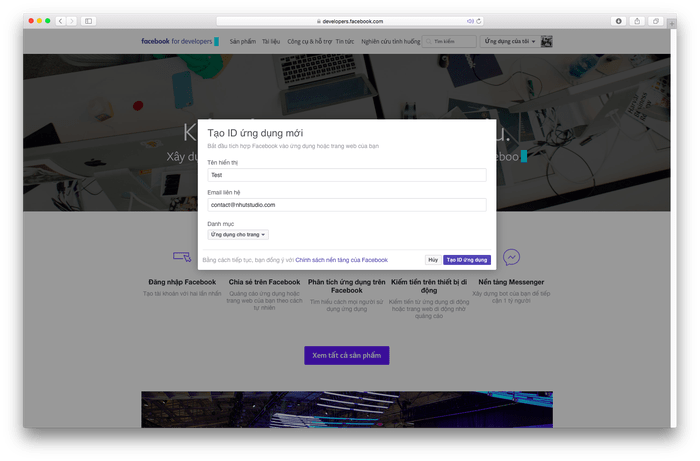 developers.facebook.com
facebook for developers
Sản phẩm Tài liệu Công cụ & hỗ trợ Tin tức Nghiên cứu tình huống Tìm kiếm Ứng dụng của tôi
Tạo ID ứng dụng mới
Bắt đầu tích hợp Facebook vào ứng dụng hoặc trang web của bạn
Tên hiển thị
Test
Email liên hệ
contact@nhutstudio.com
Danh mục
Ứng dụng cho trang
Bằng cách tiếp tục, bạn đồng ý với Chính sách nền tảng của Facebook
Hủy Tạo ID ứng dụng
Đăng nhập Facebook
Tạo tài khoản với hai lần nhấn
Chia sẻ trên Facebook
Quảng cáo ứng dụng hoặc
trang web của bạn theo cách
tự nhiên
Phân tích ứng dụng trên
Facebook
Tìm hiểu cách mọi người sử
dụng ứng dụng
Kiếm tiền trên thiết bị di
động
Kiếm tiền từ ứng dụng di động
hoặc trang web di động nhờ
quảng cáo
Nền tảng Messenger
Xây dựng bot của bạn để tiếp
cận 1 tỷ người
Xem tất cả sản phẩm